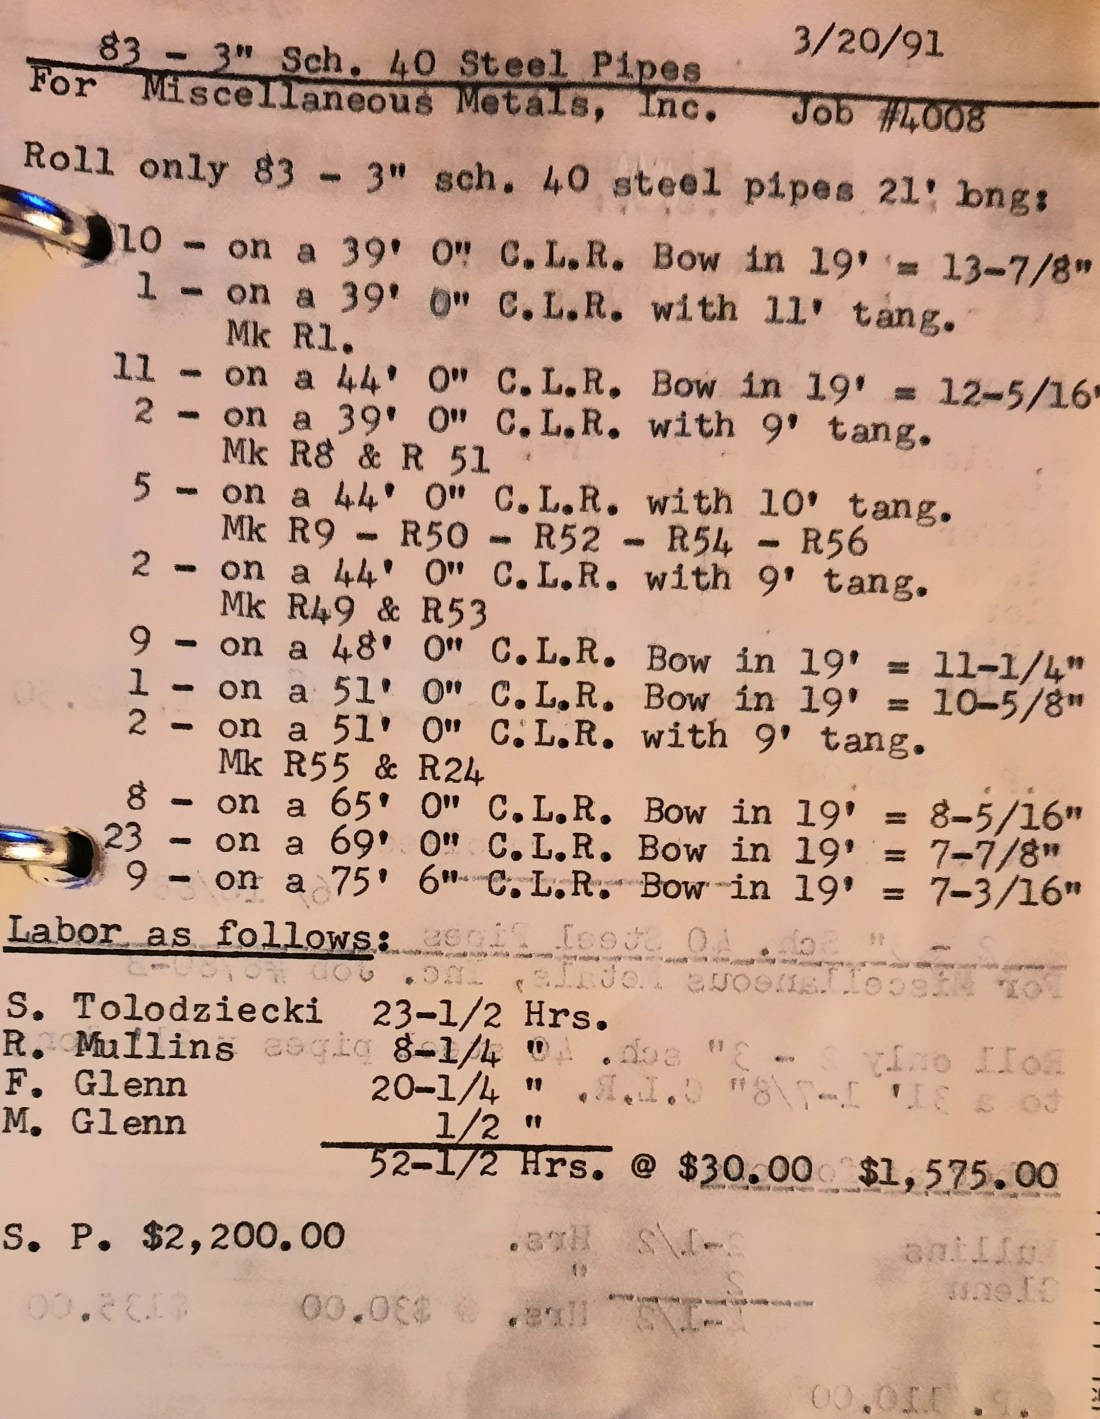 83 - 3" Sch. 40 Steel Pipes 3/20/91
For Miscellaneous Metals, Inc. Job #4008
Roll only 83 - 3" sch. 40 steel pipes 21' long:
10 - on a 39' 0" C.L.R. Bow in 19' = 13-7/8"
1 - on a 39' 0" C.L.R. with 11' tang.
Mk R1.
11 - on a 44' 0" C.L.R. Bow in 19' = 12-5/16"
2 - on a 39' 0" C.L.R. with 9' tang.
Mk R8 & R 51
5 - on a 44' 0" C.L.R. with 10' tang.
Mk R9 - R50 - R52 - R54 - R56
2 - on a 44' 0" C.L.R. with 9' tang.
Mk R49 & R53
9 - on a 48' 0" C.L.R. Bow in 19' = 11-1/4"
1 - on a 51' 0" C.L.R. Bow in 19' = 10-5/8"
2 - on a 51' 0" C.L.R. with 9' tang.
Mk R55 & R24
8 - on a 65' 0" C.L.R. Bow in 19' = 8-5/16"
23 - on a 69' 0" C.L.R. Bow in 19' = 7-7/8"
9 - on a 75' 6" C.L.R. Bow in 19' = 7-3/16"
Labor as follows:
S. Tolodziecki 23-1/2 Hrs.
R. Mullins 8-1/4 "
F. Glenn 20-1/4 "
M. Glenn 1/2 "
52-1/2 Hrs. @ $30.00 $1,575.00
S. P. $2,200.00